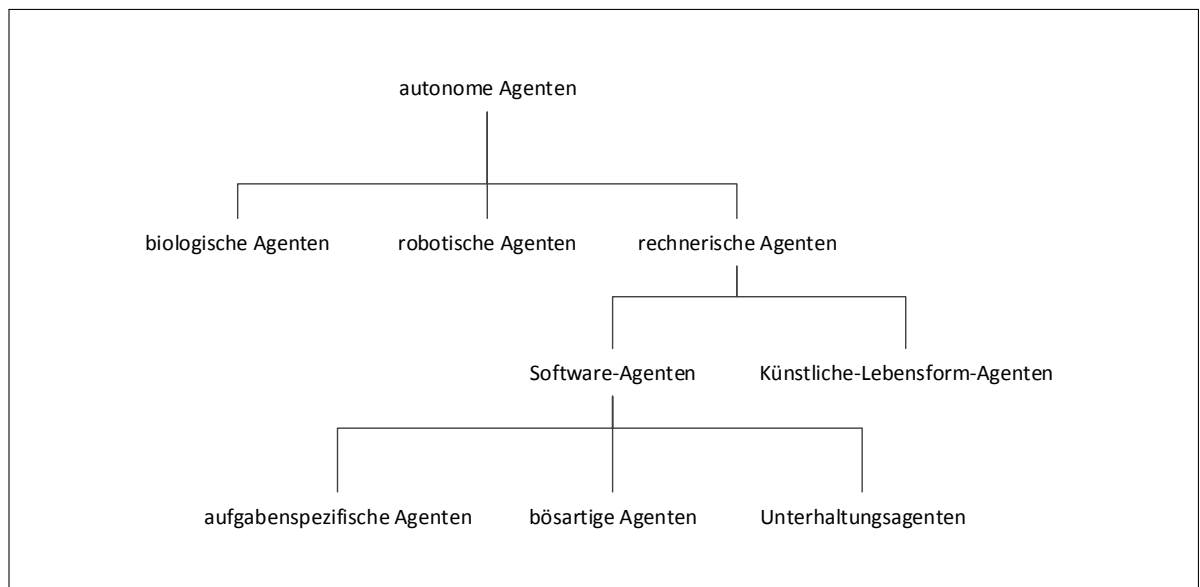 autonome Agenten
biologische Agenten
robotische Agenten
rechnerische Agenten
Software-Agenten
Künstliche-Lebensform-Agenten
aufgabenspezifische Agenten
bösartige Agenten
Unterhaltungsagenten